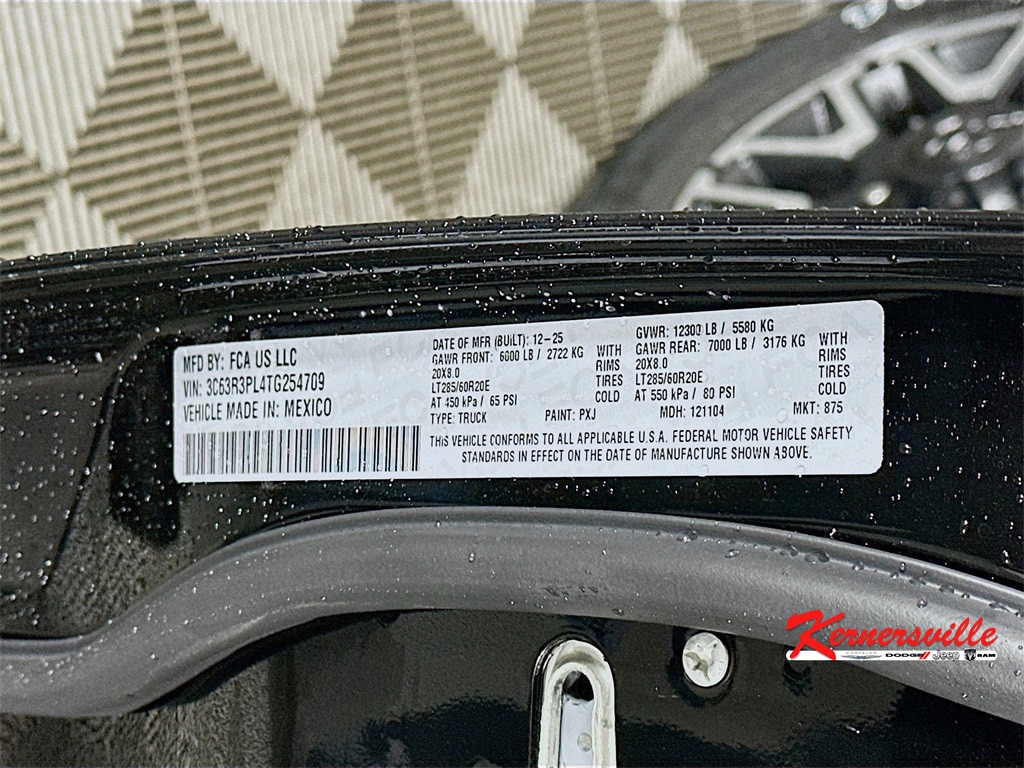 MFD BY: FCA US LLC
VIN: 3C63R3PL4TG254709
VEHICLE MADE IN: MEXICO
DATE OF MFR (BUILT): 12-25
GAWR FRONT: 6000 LB / 2722 KG WITH
20X8.0 RIMS
LT285/60R20E TIRES
AT 450 kPa / 65 PSI COLD
GVWR: 12300 LB / 5580 KG
GAWR REAR: 7000 LB / 3176 KG WITH
20X8.0 RIMS
LT285/60R20E TIRES
AT 550 kPa / 80 PSI COLD
TYPE: TRUCK PAINT: PXJ MDH: 121104 MKT: 875
THIS VEHICLE CONFORMS TO ALL APPLICABLE U.S.A. FEDERAL MOTOR VEHICLE SAFETY
STANDARDS IN EFFECT ON THE DATE OF MANUFACTURE SHOWN ABOVE.
Kernersville
CHRYSLER DODGE Jeep RAM